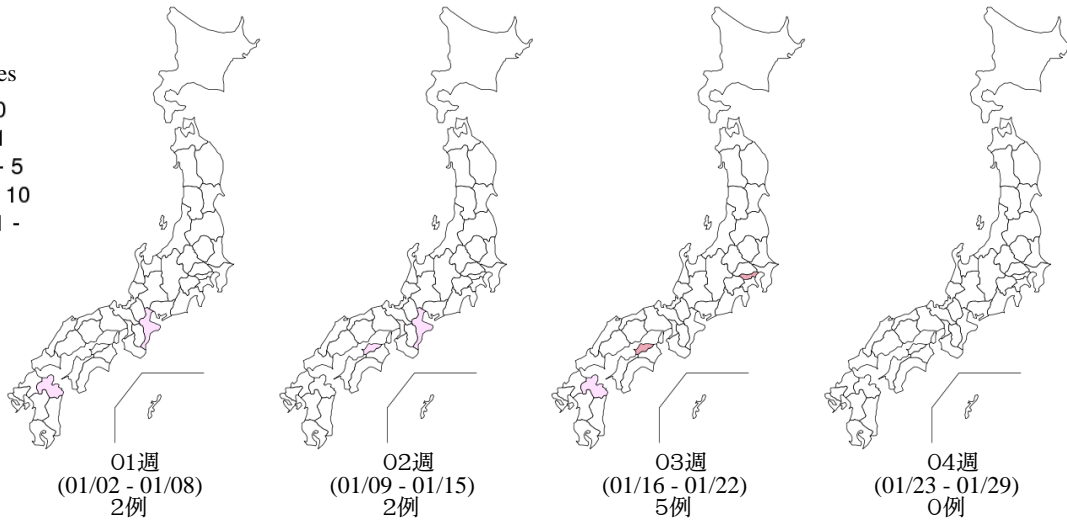 es
0
1
- 5
10
1 -
01週
(01/02 - 01/08)
2例
02週
(01/09 - 01/15)
2例
03週
(01/16 - 01/22)
5例
04週
(01/23 - 01/29)
0例